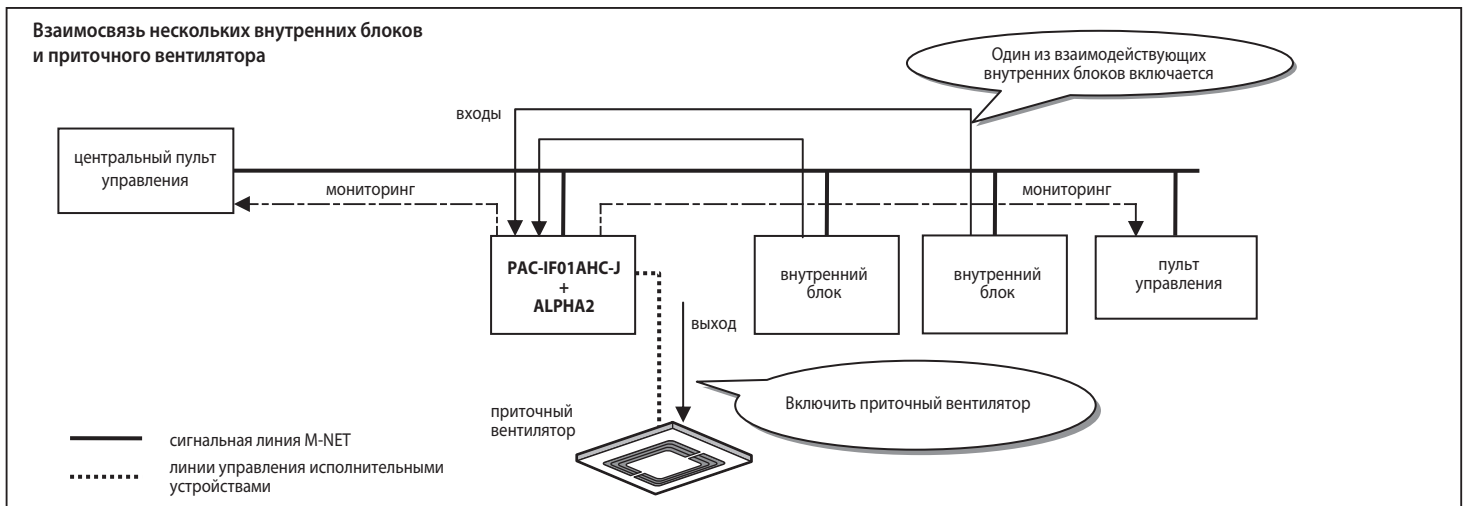 Взаимосвязь нескольких внутренних блоков
и приточного вентилятора
Один из взаимодействующих
внутренних блоков включается
входы
центральный пульт
управления
мониторинг
мониторинг
PAC-IF01AHC-J
+
ALPHA2
внутренний
блок
внутренний
блок
пульт
управления
выход
Включить приточный вентилятор
приточный
вентилятор
сигнальная линия M-NET
линии управления исполнительными
устройствами